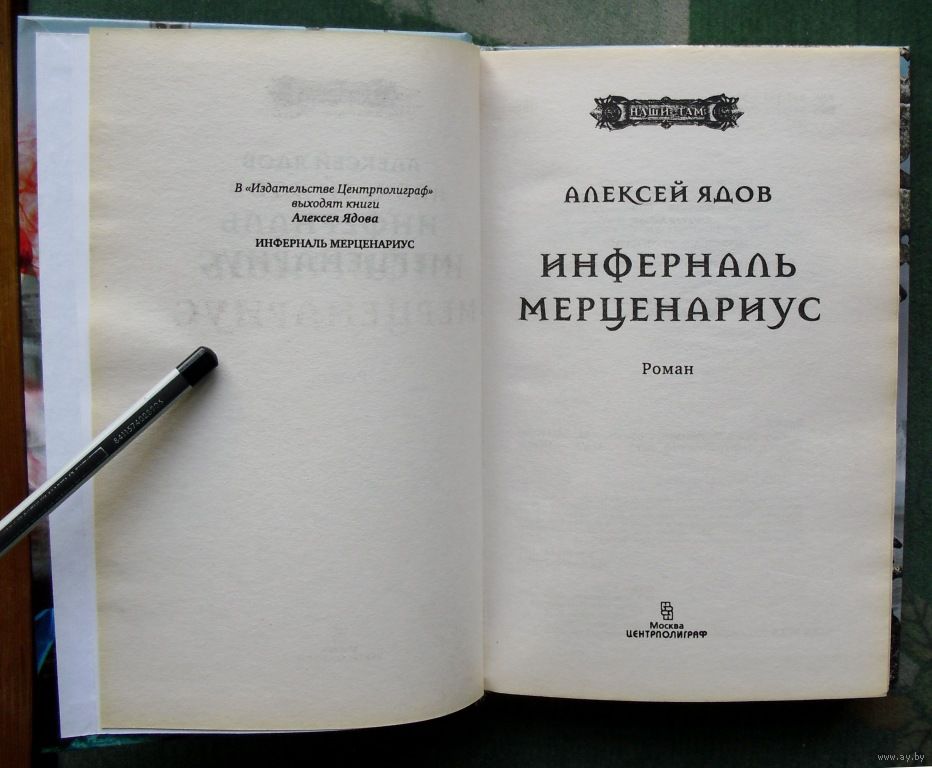 В «Издательстве Центрполиграф»
выходят книги
Алексея Ядова
ИНФЕРНАЛЬ МЕРЦЕНАРИУС
НАШИ ТАМ
АЛЕКСЕЙ ЯДОВ
ИНФЕРНАЛЬ
МЕРЦЕНАРИУС
Роман
Москва
ЦЕНТРПОЛИГРАФ
www.ay.by